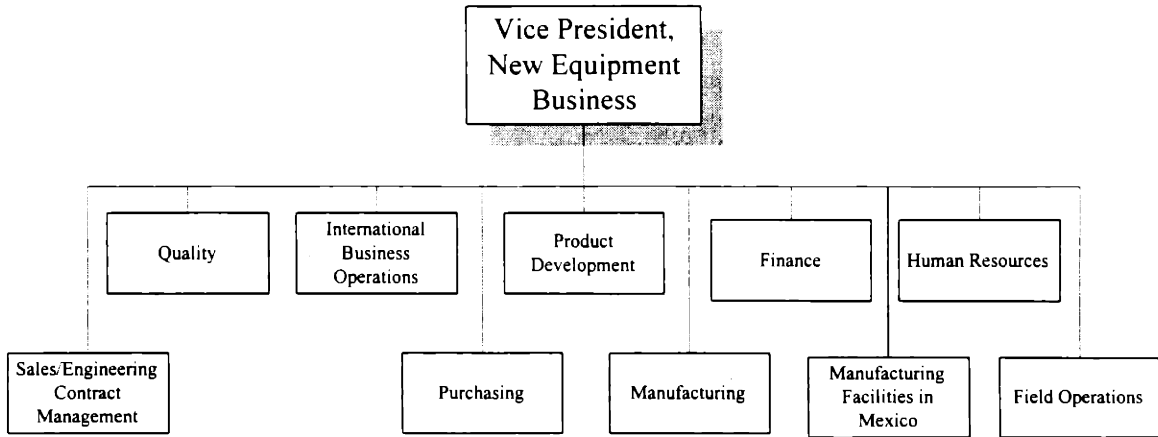 Vice President,
New Equipment
Business
Quality
International
Business
Operations
Product
Development
Finance
Human Resources
Sales/Engineering
Contract
Management
Purchasing
Manufacturing
Manufacturing
Facilities in
Mexico
Field Operations